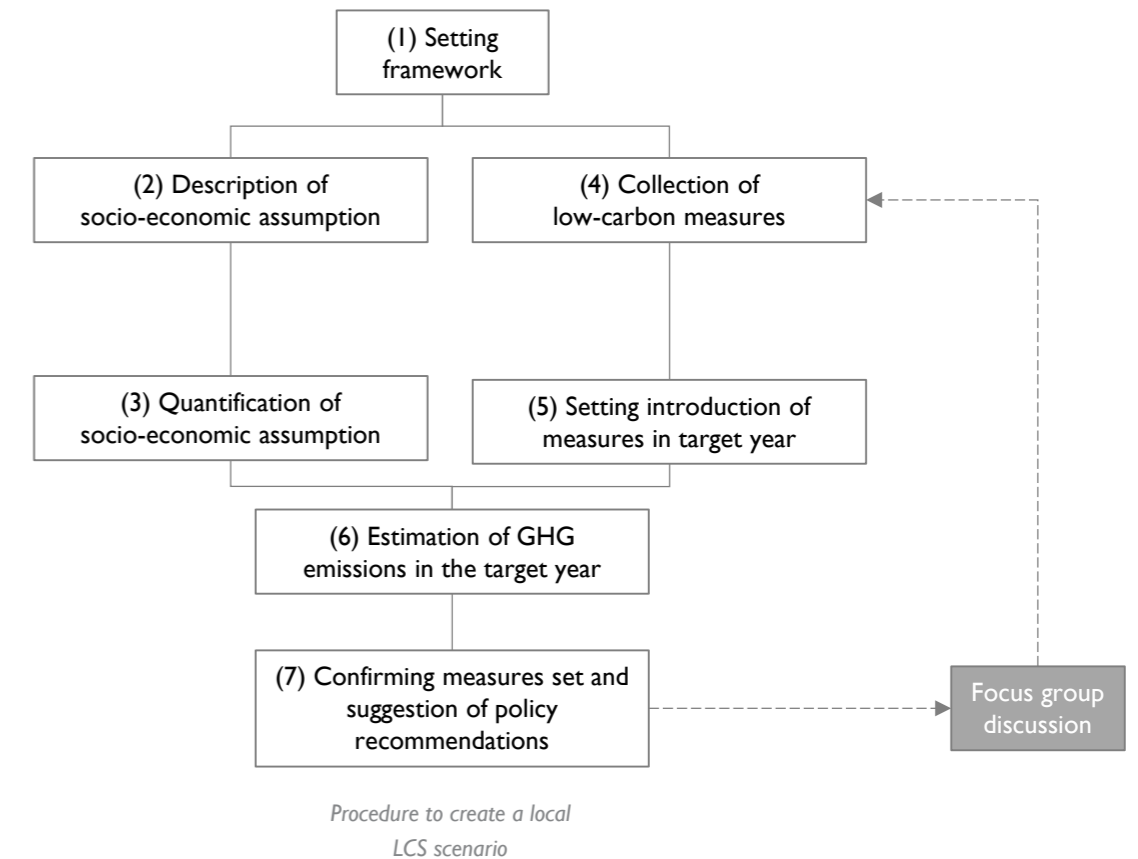 (1) Setting
framework
(2) Description of
socio-economic assumption
(4) Collection of
low-carbon measures
(3) Quantification of
socio-economic assumption
(5) Setting introduction of
measures in target year
(6) Estimation of GHG
emissions in the target year
(7) Confirming measures set and
suggestion of policy
recommendations
Focus group
discussion
Procedure to create a local
LCS scenario